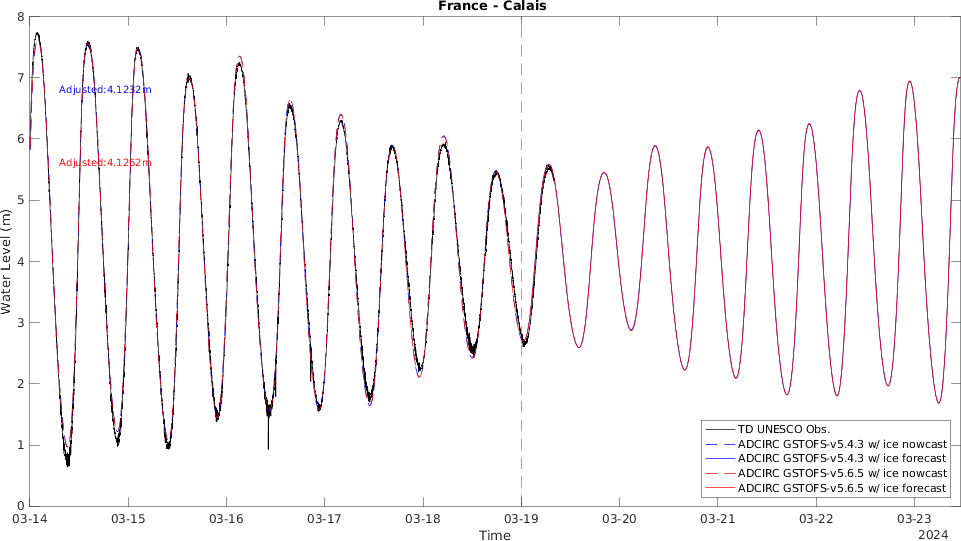 France - Calais
8
7
6
5
4
3
2
1
0
Water Level (m)
Adjusted:4.1232m
Adjusted:4.1262m
TD UNESCO Obs.
ADCIRC GSTOFS-v5.4.3 w/ ice nowcast
ADCIRC GSTOFS-v5.4.3 w/ ice forecast
ADCIRC GSTOFS-v5.6.5 w/ ice nowcast
ADCIRC GSTOFS-v5.6.5 w/ ice forecast
03-14 03-15 03-16 03-17 03-18 03-19 03-20 03-21 03-22 03-23
Time
2024